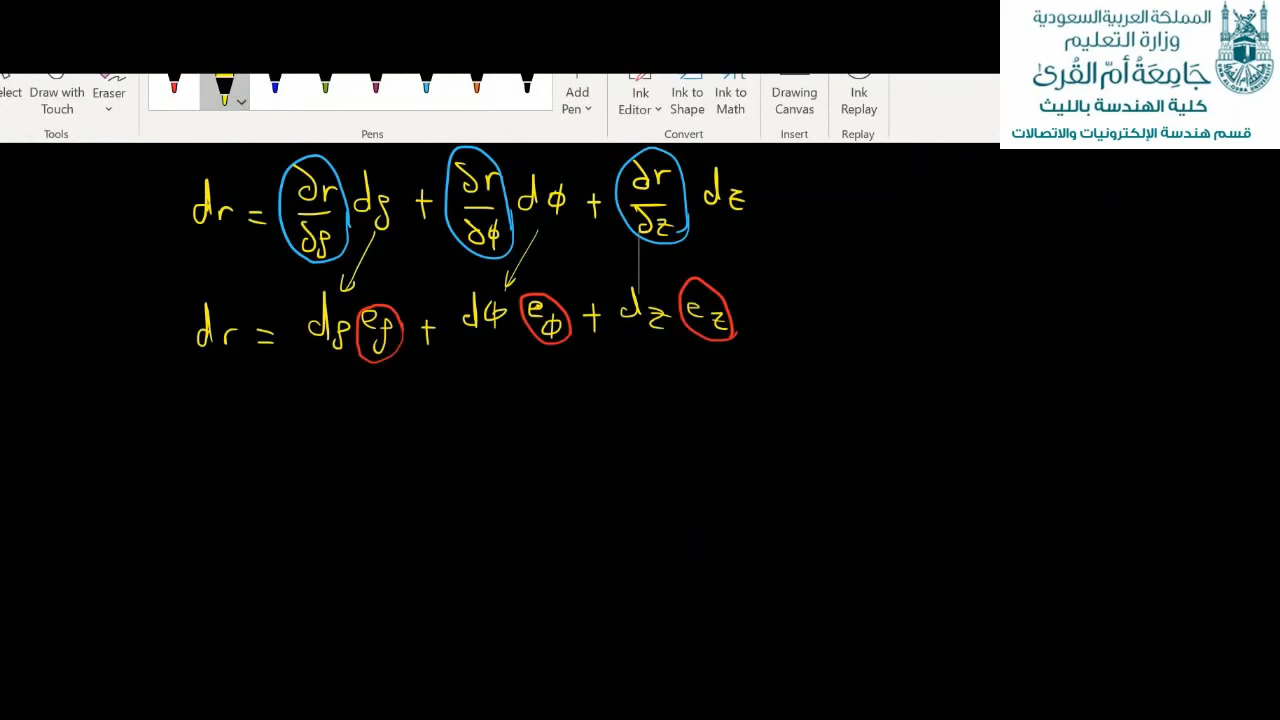 المملكة العربية السعودية
وزارة التعليم
جَامِعَةُ أمّ القُرىٰ
كلية الهندسة بالليث
قسم هندسة الإلكترونيات والاتصالات
Draw with Touch
Eraser
Add Pen
Ink Editor
Ink to Shape
Ink to Math
Drawing Canvas
Ink Replay
Tools
Pens
Convert
Insert
Replay
dr = ∂r/∂ρ dρ + ∂r/∂ϕ dϕ + ∂r/∂z dz
dr = dρ eρ + dϕ eϕ + dz ez